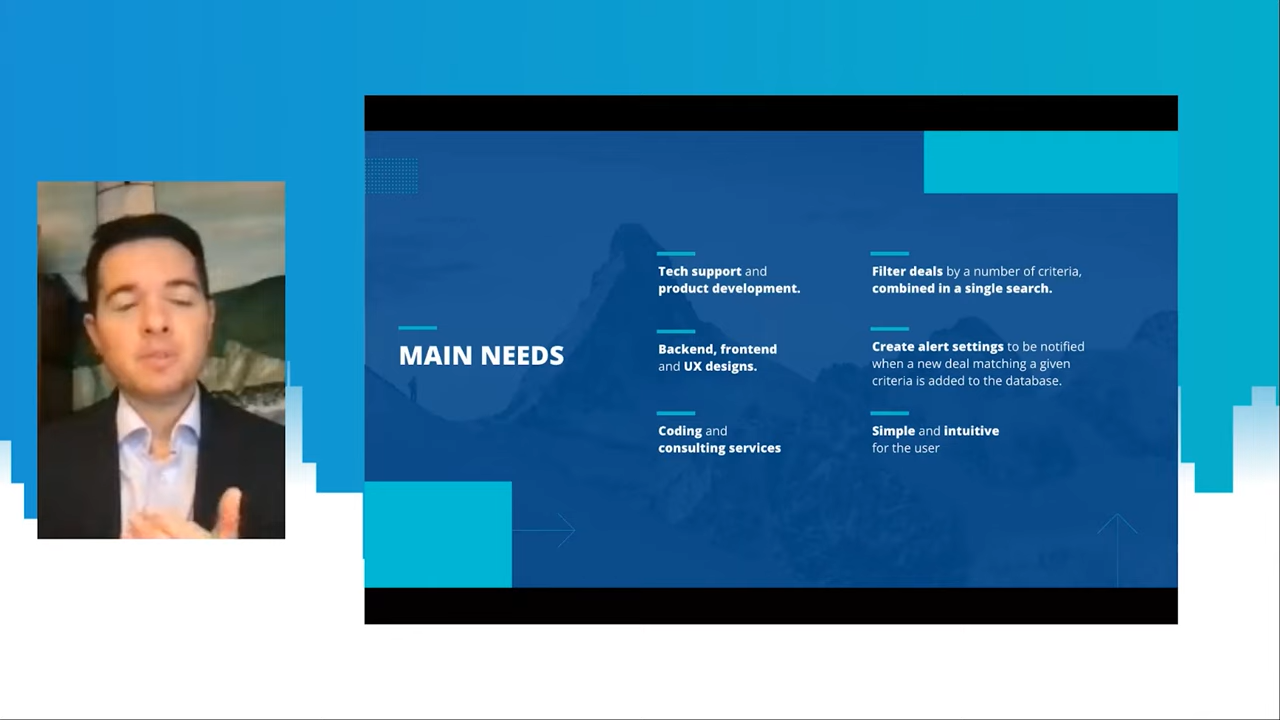 MAIN NEEDS
Tech support and
product development.
Backend, frontend
and UX designs.
Coding and
consulting services
Filter deals by a number of criteria,
combined in a single search.
Create alert settings to be notified
when a new deal matching a given
criteria is added to the database.
Simple and intuitive
for the user